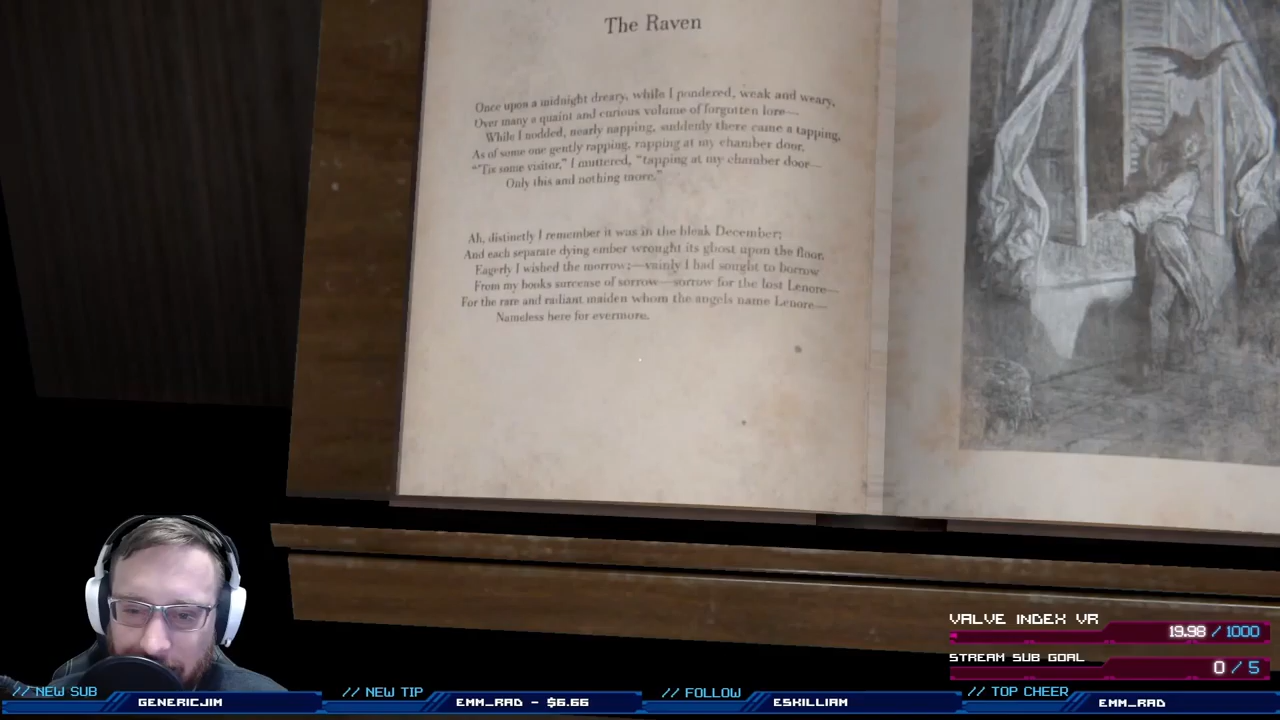 The Raven
Once upon a midnight dreary, while I pondered, weak and weary,
Over many a quaint and curious volume of forgotten lore—
While I nodded, nearly napping, suddenly there came a tapping,
As of some one gently rapping, rapping at my chamber door.
"'Tis some visitor," I muttered, "tapping at my chamber door—
Only this and nothing more."
Ah, distinctly I remember it was in the bleak December;
And each separate dying ember wrought its ghost upon the floor.
Eagerly I wished the morrow;—vainly I had sought to borrow
From my books surcease of sorrow—sorrow for the lost Lenore—
For the rare and radiant maiden whom the angels name Lenore—
Nameless here for evermore.
VALVE INDEX VR
19.98 / 1000
STREAM SUB GOAL
0 / 5
// NEW SUB
GENERICJIM
// NEW TIP
EMM_RAD - $6.66
// FOLLOW
ESKILLIAM
// TOP CHEER
EMM_RAD